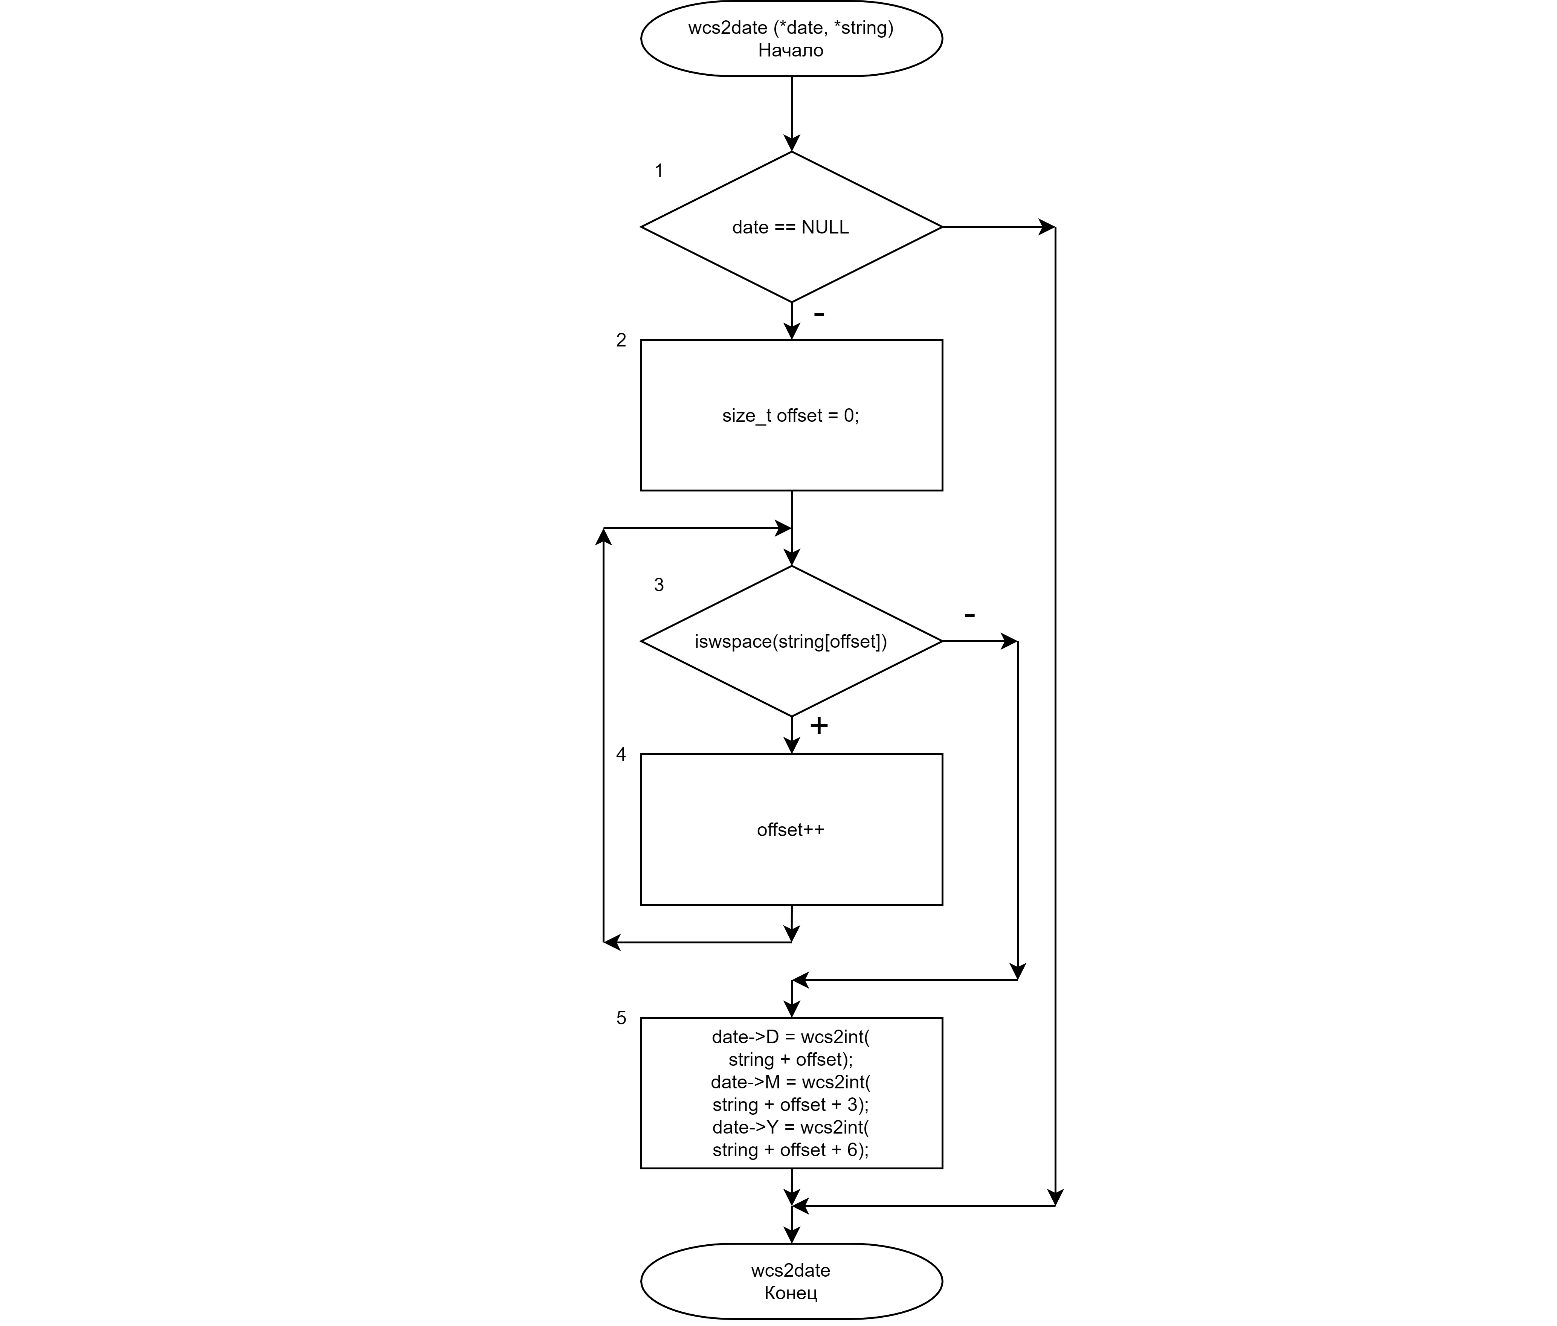 wcs2date (*date, *string)
Начало
1
date == NULL
-
2
size_t offset = 0;
3
-
iswspace(string[offset])
+
4
offset++
5
date->D = wcs2int(
string + offset);
date->M = wcs2int(
string + offset + 3);
date->Y = wcs2int(
string + offset + 6);
wcs2date
Конец